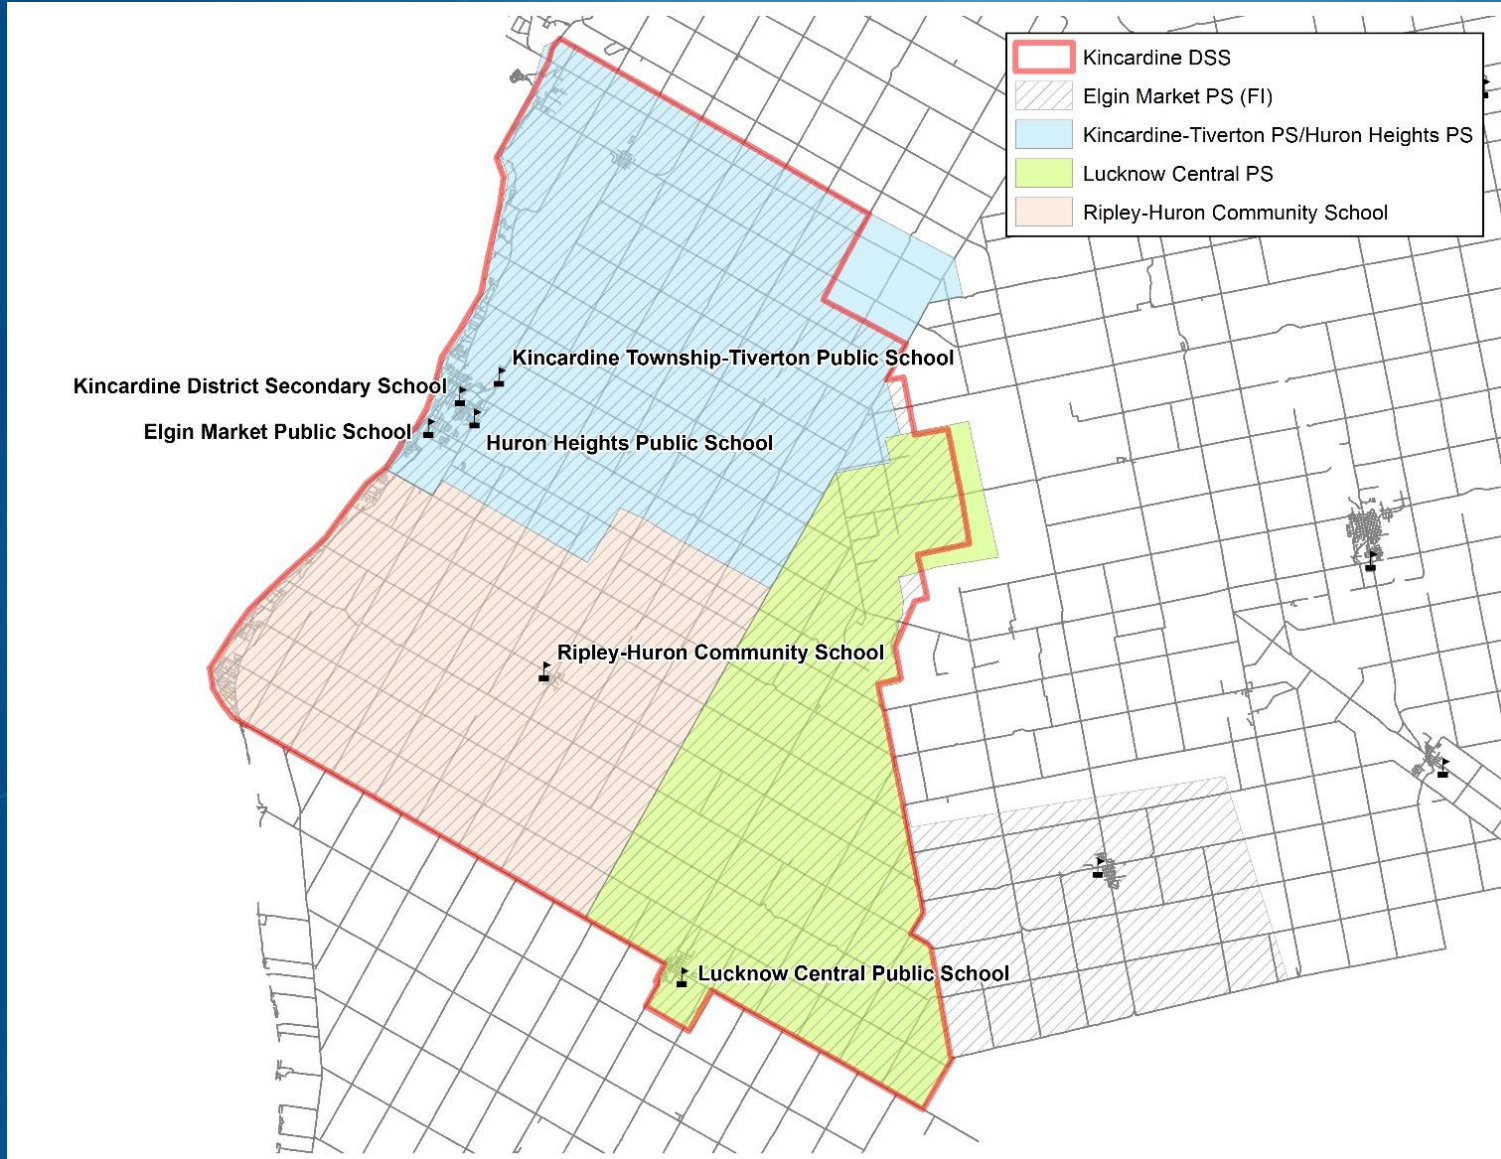 Kincardine DSS
Elgin Market PS (FI)
Kincardine-Tiverton PS/Huron Heights PS
Lucknow Central PS
Ripley-Huron Community School
Kincardine Township-Tiverton Public School
Kincardine District Secondary School
Elgin Market Public School
Huron Heights Public School
Ripley-Huron Community School
Lucknow Central Public School